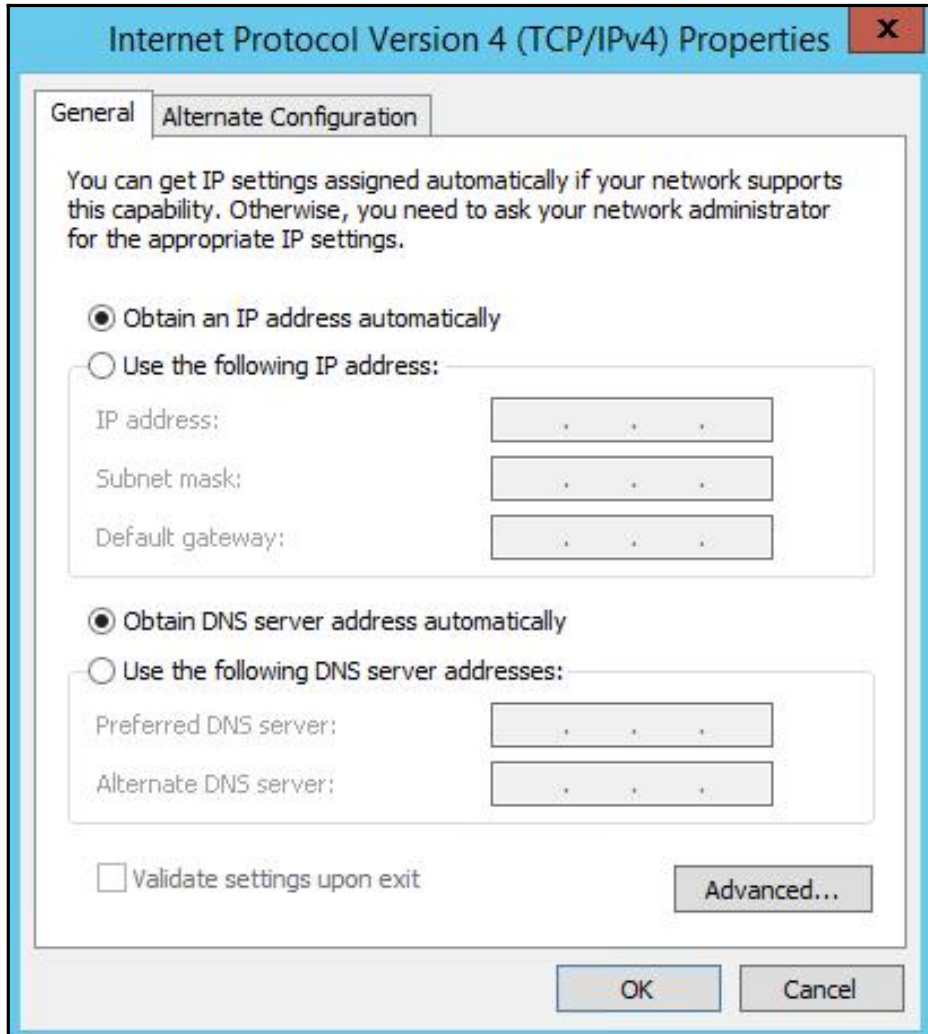 Internet Protocol Version 4 (TCP/IPv4) Properties
x
General
Alternate Configuration
You can get IP settings assigned automatically if your network supports
this capability. Otherwise, you need to ask your network administrator
for the appropriate IP settings.
Obtain an IP address automatically
Use the following IP address:
IP address:
. . .
Subnet mask:
. . .
Default gateway:
. . .
Obtain DNS server address automatically
Use the following DNS server addresses:
Preferred DNS server:
. . .
Alternate DNS server:
. . .
Validate settings upon exit
Advanced...
OK
Cancel